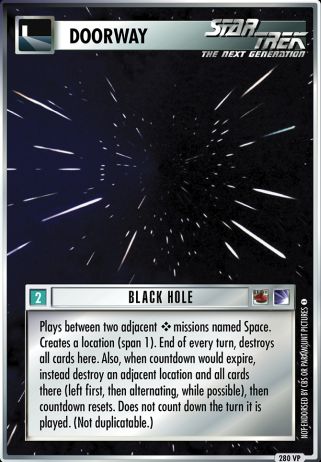 DOORWAY
STAR TREK
THE NEXT GENERATION
2
BLACK HOLE
Plays between two adjacent ❖ missions named Space.
Creates a location (span 1). End of every turn, destroys
all cards here. Also, when countdown would expire,
instead destroy an adjacent location and all cards
there (left first, then alternating, while possible), then
countdown resets. Does not count down the turn it is
played. (Not duplicatable.)
NOT ENDORSED BY CBS OR PARAMOUNT PICTURES
280 VP